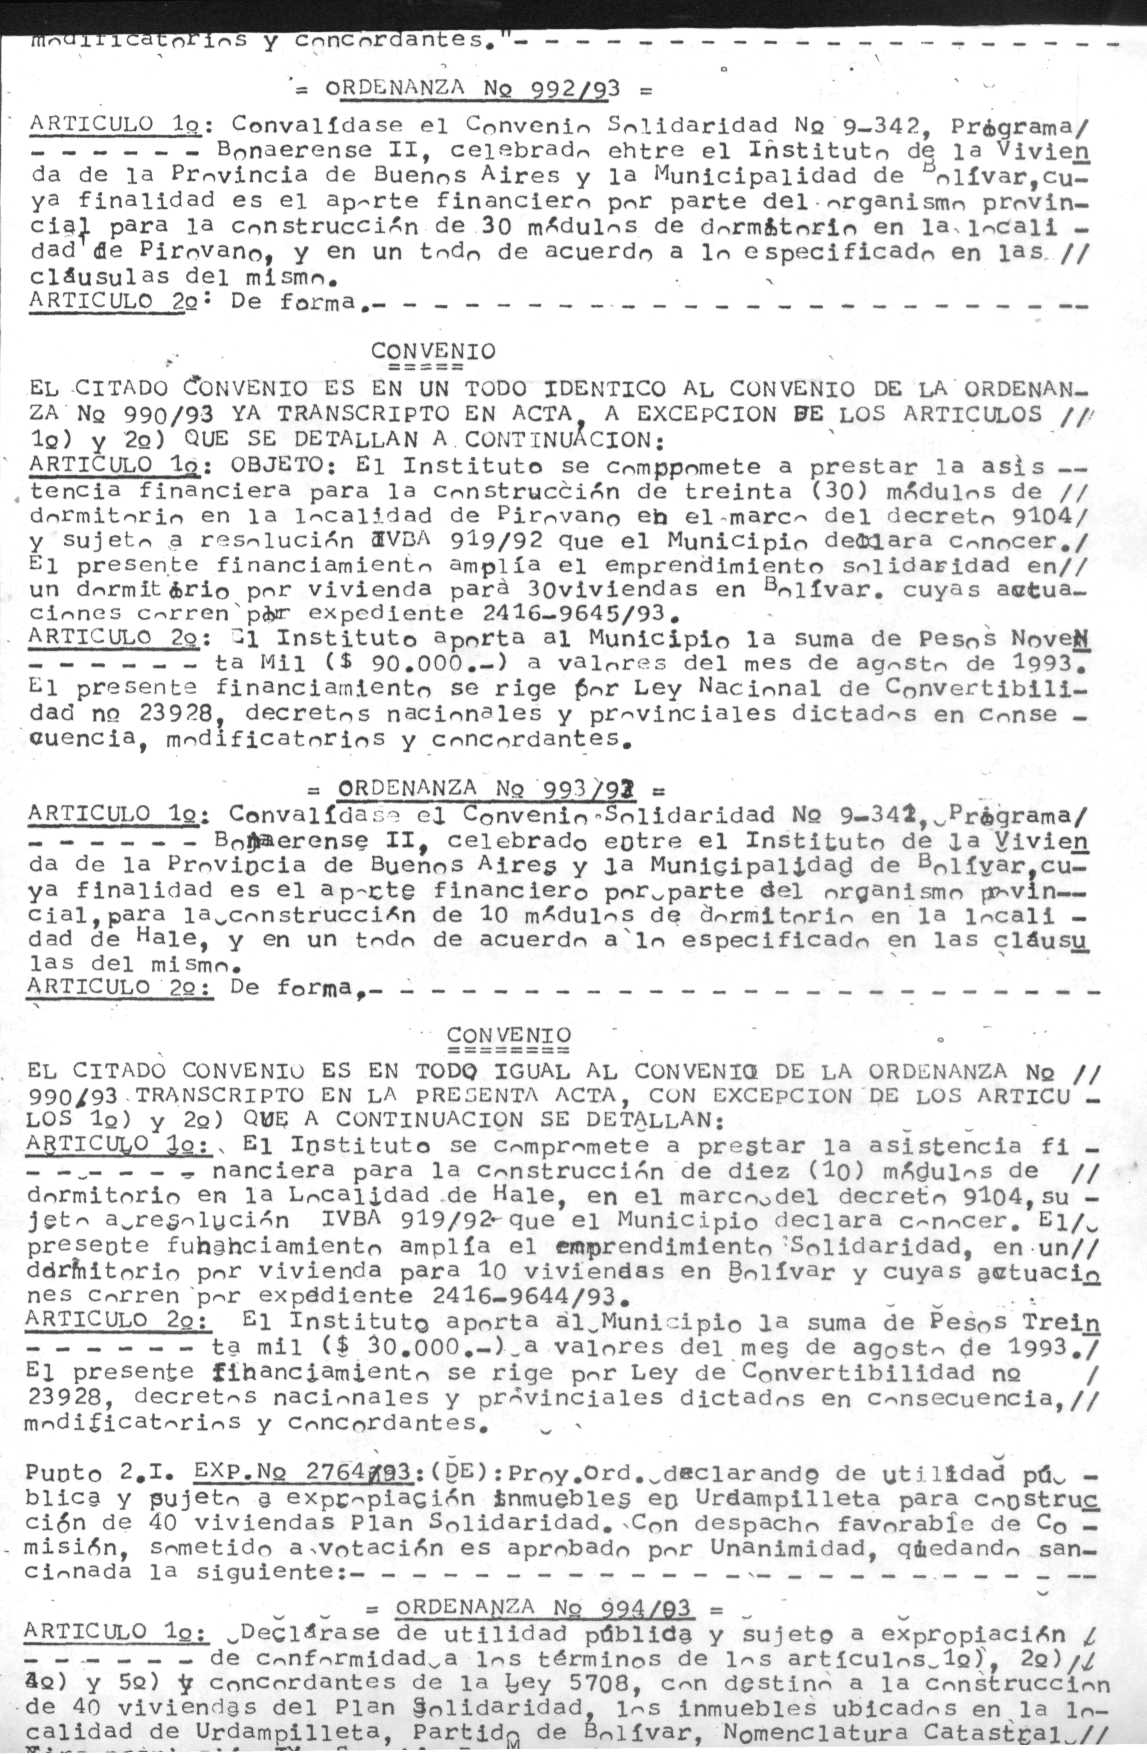 modificatorios y concordantes."- - - - - - - - - - - - - - - - - - - -
= ORDENANZA Nº 992/93 =
ARTICULO 1º: Convalídase el Convenio Solidaridad Nº 9-342, Programa/
- - - - - - Bonaerense II, celebrado ehtre el Instituto de la Vivien
da de la Provincia de Buenos Aires y la Municipalidad de Bolívar,cu-
ya finalidad es el aporte financiero por parte del organismo provin-
cial para la construcción de 30 módulos de dormitorio en la locali -
dad de Pirovano, y en un todo de acuerdo a lo especificado en las //
cláusulas del mismo.
ARTICULO 2º: De forma.- - - - - - - - - - - - - - - - - - - - - - - -
CONVENIO
=====
EL CITADO CONVENIO ES EN UN TODO IDENTICO AL CONVENIO DE LA ORDENAN-
ZA Nº 990/93 YA TRANSCRIPTO EN ACTA, A EXCEPCION DE LOS ARTICULOS //
1º) y 2º) QUE SE DETALLAN A CONTINUACION:
ARTICULO 1º: OBJETO: El Instituto se comppomete a prestar la asis --
tencia financiera para la construcción de treinta (30) módulos de //
dormitorio en la localidad de Pirovano en el marco del decreto 9104/
y sujeto a resolución IVBA 919/92 que el Municipio declara conocer./
El presente financiamiento amplía el emprendimiento solidaridad en//
un dormitorio por vivienda para 30viviendas en Bolívar. cuyas actua-
ciones corren por expediente 2416-9645/93.
ARTICULO 2º: El Instituto aporta al Municipio la suma de Pesos NoveN
- - - - - - ta Mil ($ 90.000.-) a valores del mes de agosto de 1993.
El presente financiamiento se rige por Ley Nacional de Convertibili-
dad nº 23928, decretos nacionales y provinciales dictados en conse -
cuencia, modificatorios y concordantes.
= ORDENANZA Nº 993/93 =
ARTICULO 1º: Convalídase el Convenio Solidaridad Nº 9-341, Programa/
- - - - - - Bonaerense II, celebrado entre el Instituto de la Vivien
da de la Provincia de Buenos Aires y la Municipalidad de Bolívar,cu-
ya finalidad es el aporte financiero por parte del organismo provin--
cial,para la construcción de 10 módulos de dormitorio en la locali -
dad de Hale, y en un todo de acuerdo a lo especificado en las cláusu
las del mismo.
ARTICULO 2º: De forma,- - - - - - - - - - - - - - - - - - - - - - - -
CONVENIO
========
EL CITADO CONVENIO ES EN TODO IGUAL AL CONVENIO DE LA ORDENANZA Nº //
990/93 TRANSCRIPTO EN LA PRESENTA ACTA, CON EXCEPCION DE LOS ARTICU -
LOS 1º) y 2º) QUE A CONTINUACION SE DETALLAN:
ARTICULO 1º: El Instituto se compromete a prestar la asistencia fi -
- - - - - - nanciera para la construcción de diez (10) módulos de //
dormitorio en la Localidad de Hale, en el marco del decreto 9104,su -
jeto a resolución IVBA 919/92 que el Municipio declara conocer. El/
presente fuhahciamiento amplía el emprendimiento Solidaridad, en un//
dormitorio por vivienda para 10 viviendas en Bolívar y cuyas actuacio
nes corren por expediente 2416-9644/93.
ARTICULO 2º: El Instituto aporta al Municipio la suma de Pesos Trein
- - - - - - ta mil ($ 30.000.-) a valores del mes de agosto de 1993./
El presente fihanciamiento se rige por Ley de Convertibilidad nº /
23928, decretos nacionales y provinciales dictados en consecuencia,//
modificatorios y concordantes.
Punto 2.I. EXP.Nº 2764/93:(DE):Proy.Ord. declarando de utilidad pú -
blica y sujeto a expropiación inmuebles en Urdampilleta para construc
ción de 40 viviendas Plan Solidaridad. Con despacho favorable de Co -
misión, sometido a votación es aprobado por Unanimidad, quedando san-
cionada la siguiente:- - - - - - - - - - - - - - - - - - - - - - - --
= ORDENANZA Nº 994/93 =
ARTICULO 1º: Declárase de utilidad pública y sujeto a expropiación /
- - - - - - de conformidad a los términos de los artículos 1º), 2º)//
4º) y 5º) y concordantes de la Ley 5708, con destino a la construccion
de 40 viviendas del Plan Solidaridad, los inmuebles ubicados en la lo-
calidad de Urdampilleta, Partido de Bolívar, Nomenclatura Catastral //